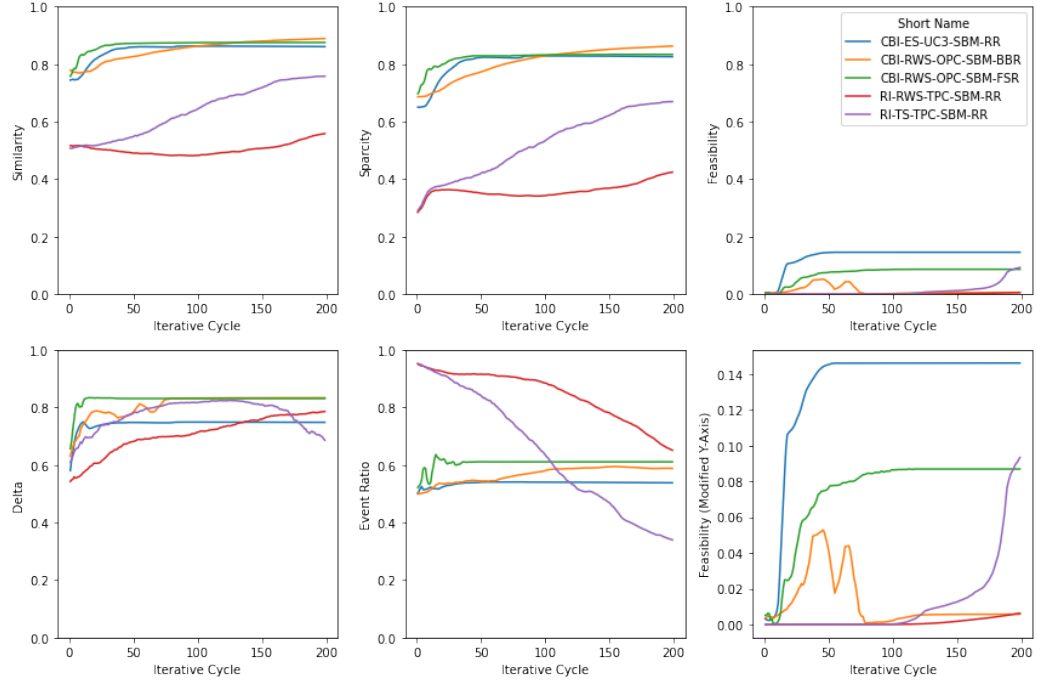 1.0
0.8
0.6
0.4
0.2
0.0
Similarity
0 50 100 150 200
Iterative Cycle
1.0
0.8
0.6
0.4
0.2
0.0
Sparcity
0 50 100 150 200
Iterative Cycle
1.0
0.8
0.6
0.4
0.2
0.0
Feasibility
0 50 100 150 200
Iterative Cycle
Short Name
CBI-ES-UC3-SBM-RR
CBI-RWS-OPC-SBM-BBR
CBI-RWS-OPC-SBM-FSR
RI-RWS-TPC-SBM-RR
RI-TS-TPC-SBM-RR
1.0
0.8
0.6
0.4
0.2
0.0
Delta
0 50 100 150 200
Iterative Cycle
1.0
0.8
0.6
0.4
0.2
0.0
Event Ratio
0 50 100 150 200
Iterative Cycle
0.14
0.12
0.10
0.08
0.06
0.04
0.02
0.00
Feasibility (Modified Y-Axis)
0 50 100 150 200
Iterative Cycle